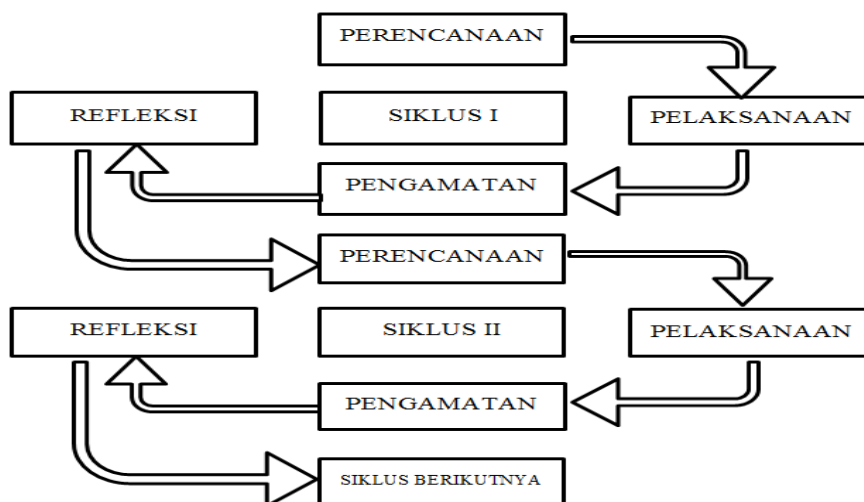 PERENCANAAN
REFLEKSI
SIKLUS I
PELAKSANAAN
PENGAMATAN
PERENCANAAN
REFLEKSI
SIKLUS II
PELAKSANAAN
PENGAMATAN
SIKLUS BERIKUTNYA